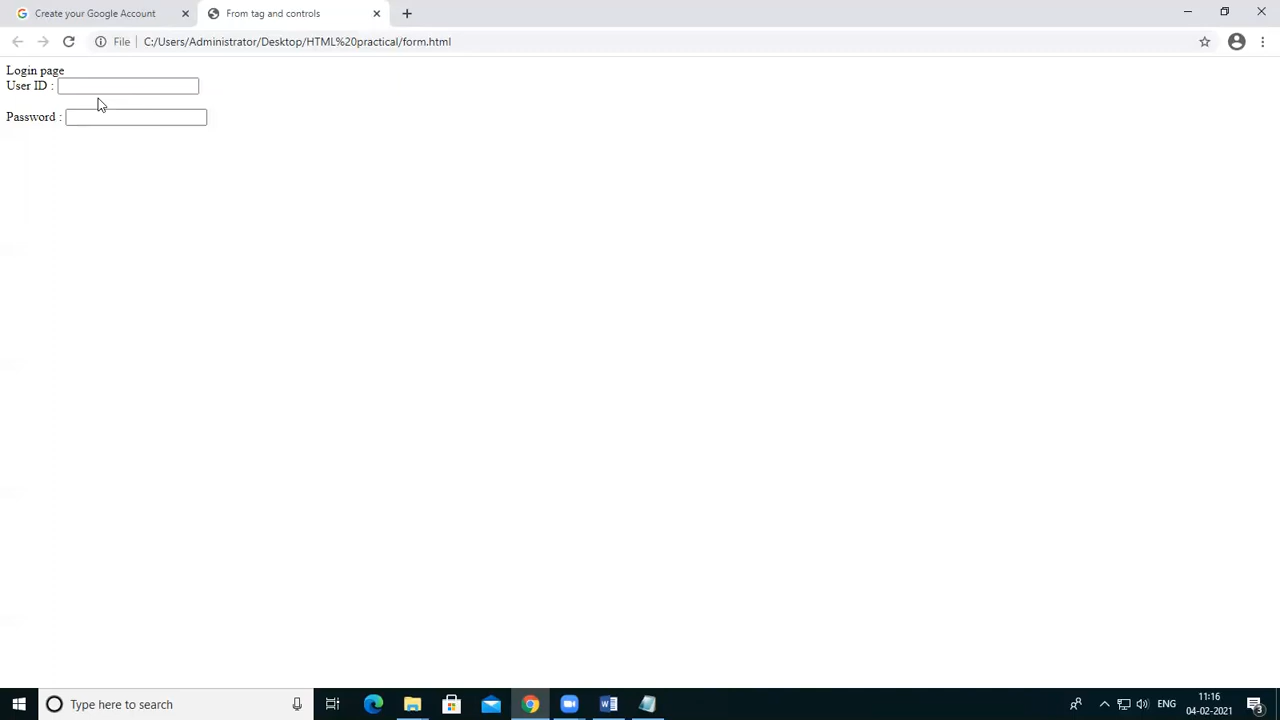 Create your Google Account
From tag and controls
File
C:/Users/Administrator/Desktop/HTML%20practical/form.html
Login page
User ID :
Password :
Type here to search
ENG
11:16
04-02-2021
3